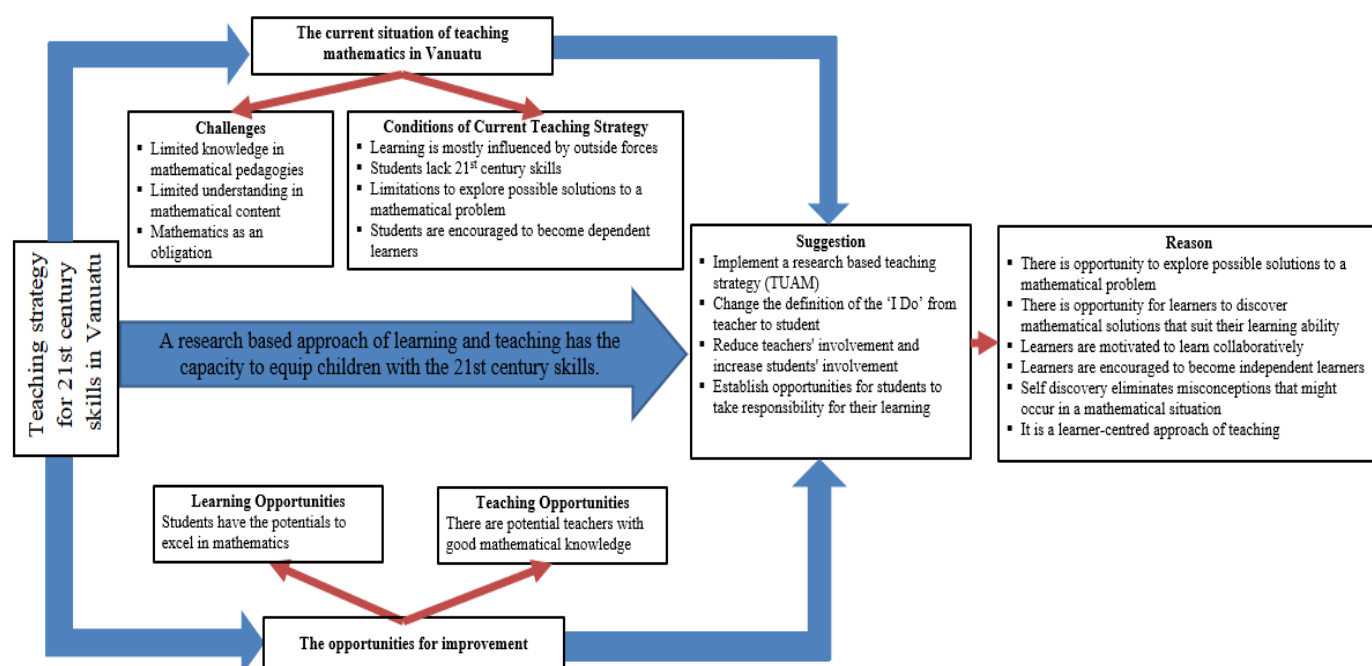 The current situation of teaching
mathematics in Vanuatu
Challenges
▪ Limited knowledge in
mathematical pedagogies
▪ Limited understanding in
mathematical content
▪ Mathematics as an
obligation
Conditions of Current Teaching Strategy
▪ Learning is mostly influenced by outside forces
▪ Students lack 21st century skills
▪ Limitations to explore possible solutions to a
mathematical problem
▪ Students are encouraged to become dependent
learners
Teaching strategy
for 21st century
skills in Vanuatu
A research based approach of learning and teaching has the
capacity to equip children with the 21st century skills.
Suggestion
▪ Implement a research based teaching
strategy (TUAM)
▪ Change the definition of the ‘I Do’ from
teacher to student
▪ Reduce teachers' involvement and
increase students' involvement
▪ Establish opportunities for students to
take responsibility for their learning
Reason
▪ There is opportunity to explore possible solutions to a
mathematical problem
▪ There is opportunity for learners to discover
mathematical solutions that suit their learning ability
▪ Learners are motivated to learn collaboratively
▪ Learners are encouraged to become independent learners
▪ Self discovery eliminates misconceptions that might
occur in a mathematical situation
▪ It is a learner-centred approach of teaching
Learning Opportunities
Students have the potentials to
excel in mathematics
Teaching Opportunities
There are potential teachers with
good mathematical knowledge
The opportunities for improvement